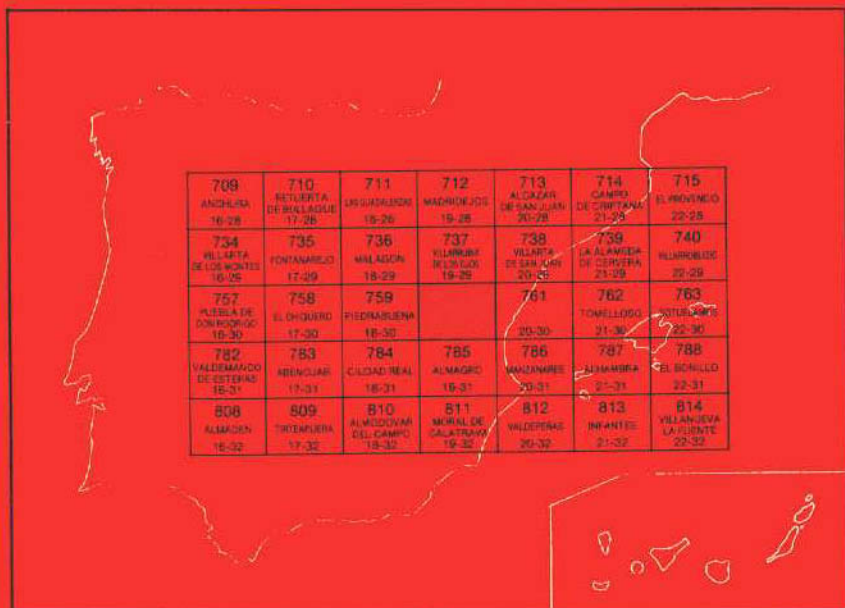 709
ANCHURA
16-28
710
RETUERTA
DE BULLAQUE
17-28
711
LAS GUADALERZAS
18-28
712
MADRIDEJOS
19-28
713
ALCAZAR
DE SAN JUAN
20-28
714
CAMPO
DE CRIPTANA
21-28
715
EL PROVENCIO
22-28
734
VILLARTA
DE LOS MONTES
16-29
735
FONTANAREJO
17-29
736
MALAGON
18-29
737
VILLARRUBIA
DE LOS OJOS
19-29
738
VILLARTA
DE SAN JUAN
20-29
739
LA ALAMEDA
DE CERVERA
21-29
740
VILLARROBLEDO
22-29
757
PUEBLA DE
DON RODRIGO
16-30
758
EL CHIQUERO
17-30
759
PIEDRABUENA
18-30
761
20-30
762
TOMELLOSO
21-30
763
SOTUELAMOS
22-30
782
VALDEMANCO
DE ESTERAS
16-31
783
ABENOJAR
17-31
784
CIUDAD REAL
18-31
785
ALMAGRO
19-31
786
MANZANARES
20-31
787
ALHAMBRA
21-31
788
EL BONILLO
22-31
808
ALMADEN
16-32
809
TIRTEAFUERA
17-32
810
ALMODOVAR
DEL CAMPO
18-32
811
MORAL DE
CALATRAVA
19-32
812
VALDEPEÑAS
20-32
813
INFANTES
21-32
814
VILLANUEVA
LA FUENTE
22-32